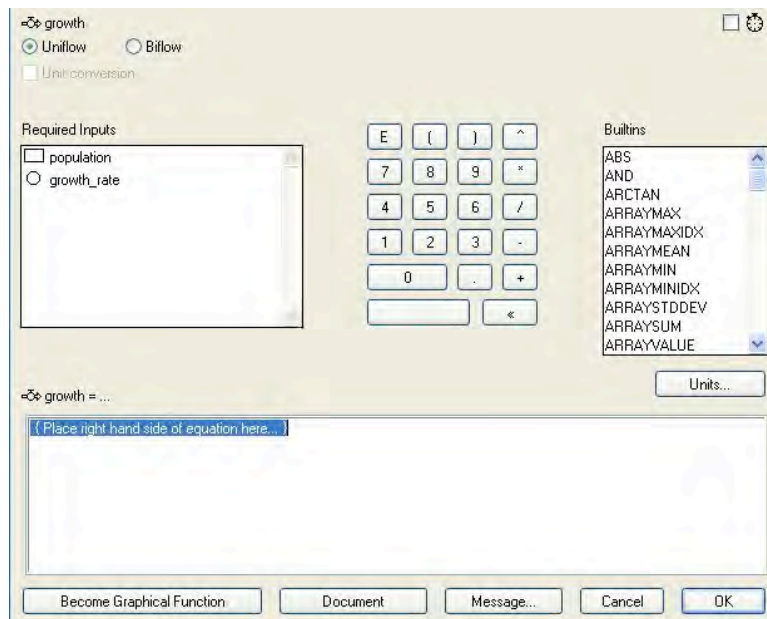 growth
Uniflow Biflow
Unit conversion
Required Inputs
population
growth_rate
E ( ) ^
7 8 9 *
4 5 6 /
1 2 3 -
0 . +
«
Builtins
ABS
AND
ARCTAN
ARRAYMAX
ARRAYMAXIDX
ARRAYMEAN
ARRAYMIN
ARRAYMINIDX
ARRAYSTDDEV
ARRAYSUM
ARRAYVALUE
Units...
growth = ...
{ Place right hand side of equation here... }
Become Graphical Function Document Message... Cancel OK